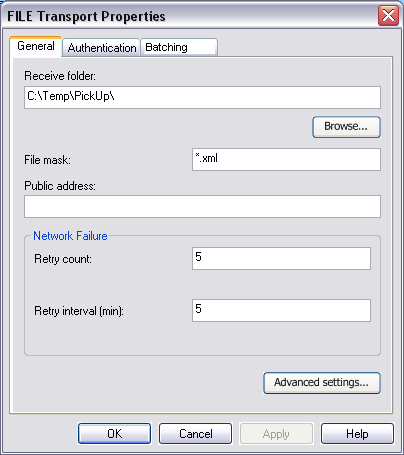 FILE Transport Properties
General Authentication Batching
Receive folder:
C:\Temp\PickUp\
Browse...
File mask: *.xml
Public address:
Network Failure
Retry count: 5
Retry interval (min): 5
Advanced settings...
OK Cancel Apply Help